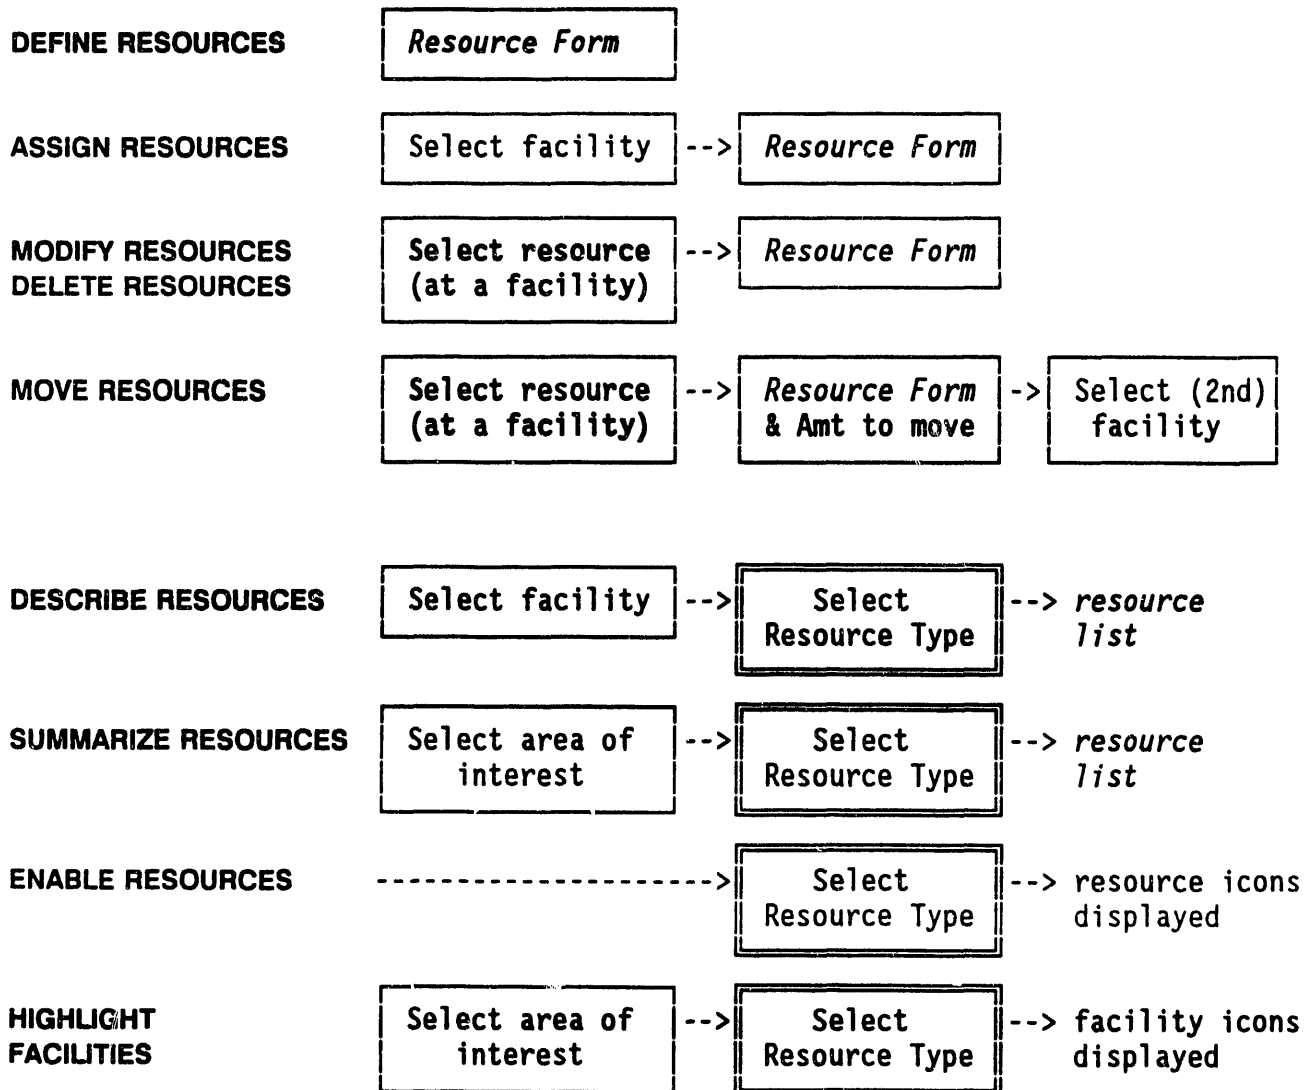 DEFINE RESOURCES
Resource Form
ASSIGN RESOURCES
Select facility --> Resource Form
MODIFY RESOURCES
DELETE RESOURCES
Select resource
(at a facility)
--> Resource Form
MOVE RESOURCES
Select resource
(at a facility)
--> Resource Form
& Amt to move
-> Select (2nd)
facility
DESCRIBE RESOURCES
Select facility
--> Select
Resource Type
--> resource
list
SUMMARIZE RESOURCES
Select area of
interest
--> Select
Resource Type
--> resource
list
ENABLE RESOURCES
------------------> Select
Resource Type
--> resource icons
displayed
HIGHLIGHT
FACILITIES
Select area of
interest
--> Select
Resource Type
--> facility icons
displayed